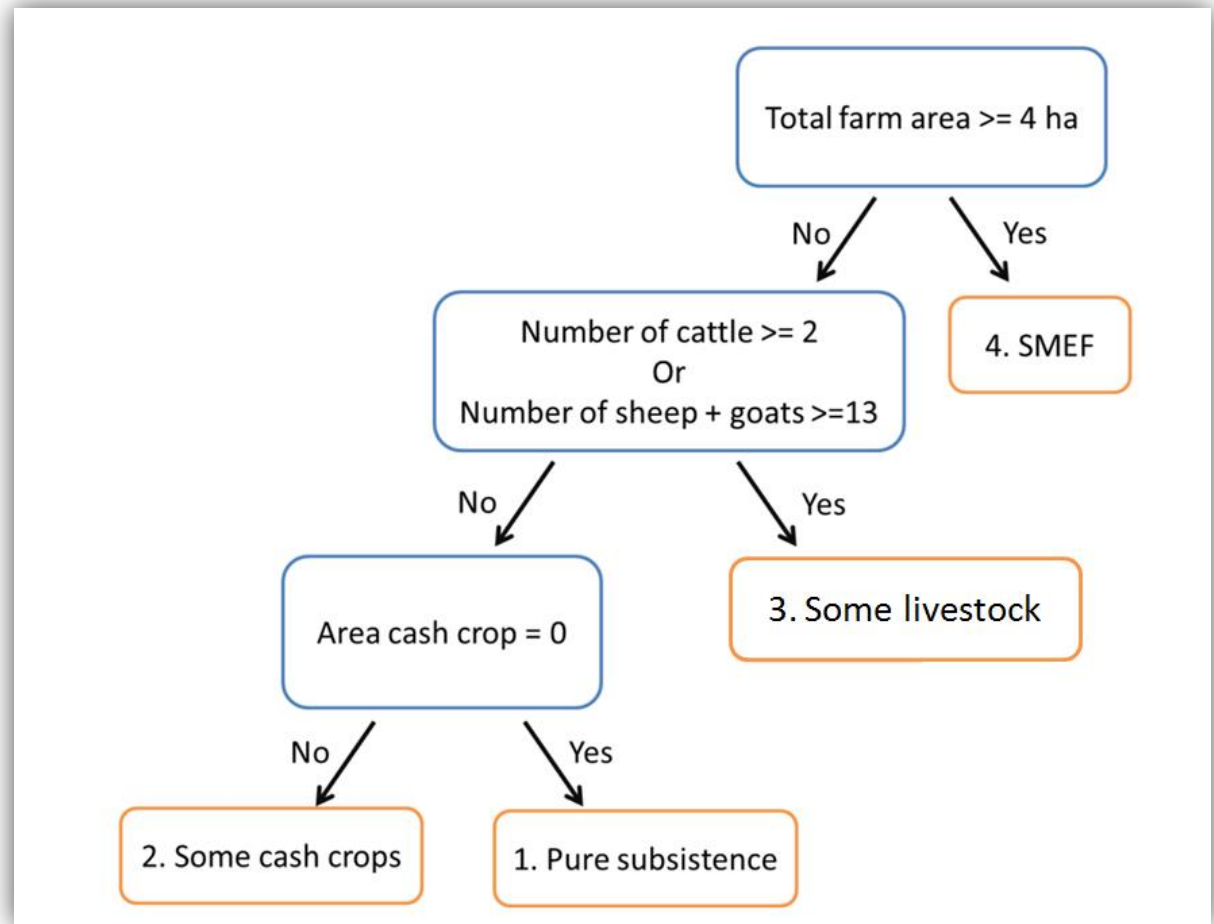 Total farm area >= 4 ha
No
Yes
Number of cattle >= 2
Or
Number of sheep + goats >=13
4. SMEF
No
Yes
Area cash crop = 0
3. Some livestock
No
Yes
2. Some cash crops
1. Pure subsistence